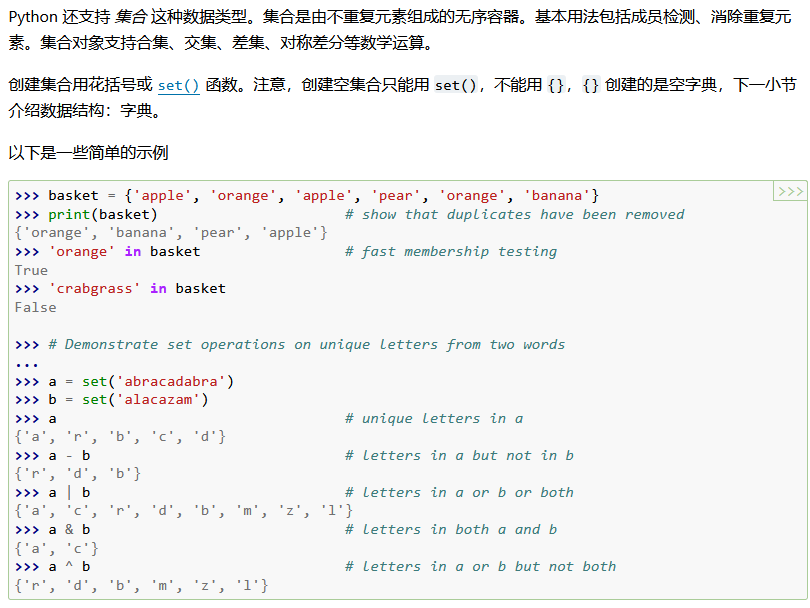 Python 还支持 集合 这种数据类型。集合是由不重复元素组成的无序容器。基本用法包括成员检测、消除重复元
素。集合对象支持合集、交集、差集、对称差分等数学运算。
创建集合用花括号或 set() 函数。注意，创建空集合只能用 set()，不能用 {}，{} 创建的是空字典，下一小节
介绍数据结构：字典。
以下是一些简单的示例
>>>
>>> basket = {'apple', 'orange', 'apple', 'pear', 'orange', 'banana'}
>>> print(basket)                      # show that duplicates have been removed
{'orange', 'banana', 'pear', 'apple'}
>>> 'orange' in basket                 # fast membership testing
True
>>> 'crabgrass' in basket
False
>>> # Demonstrate set operations on unique letters from two words
...
>>> a = set('abracadabra')
>>> b = set('alacazam')
>>> a                                  # unique letters in a
{'a', 'r', 'b', 'c', 'd'}
>>> a - b                              # letters in a but not in b
{'r', 'd', 'b'}
>>> a | b                              # letters in a or b or both
{'a', 'c', 'r', 'd', 'b', 'm', 'z', 'l'}
>>> a & b                              # letters in both a and b
{'a', 'c'}
>>> a ^ b                              # letters in a or b but not both
{'r', 'd', 'b', 'm', 'z', 'l'}